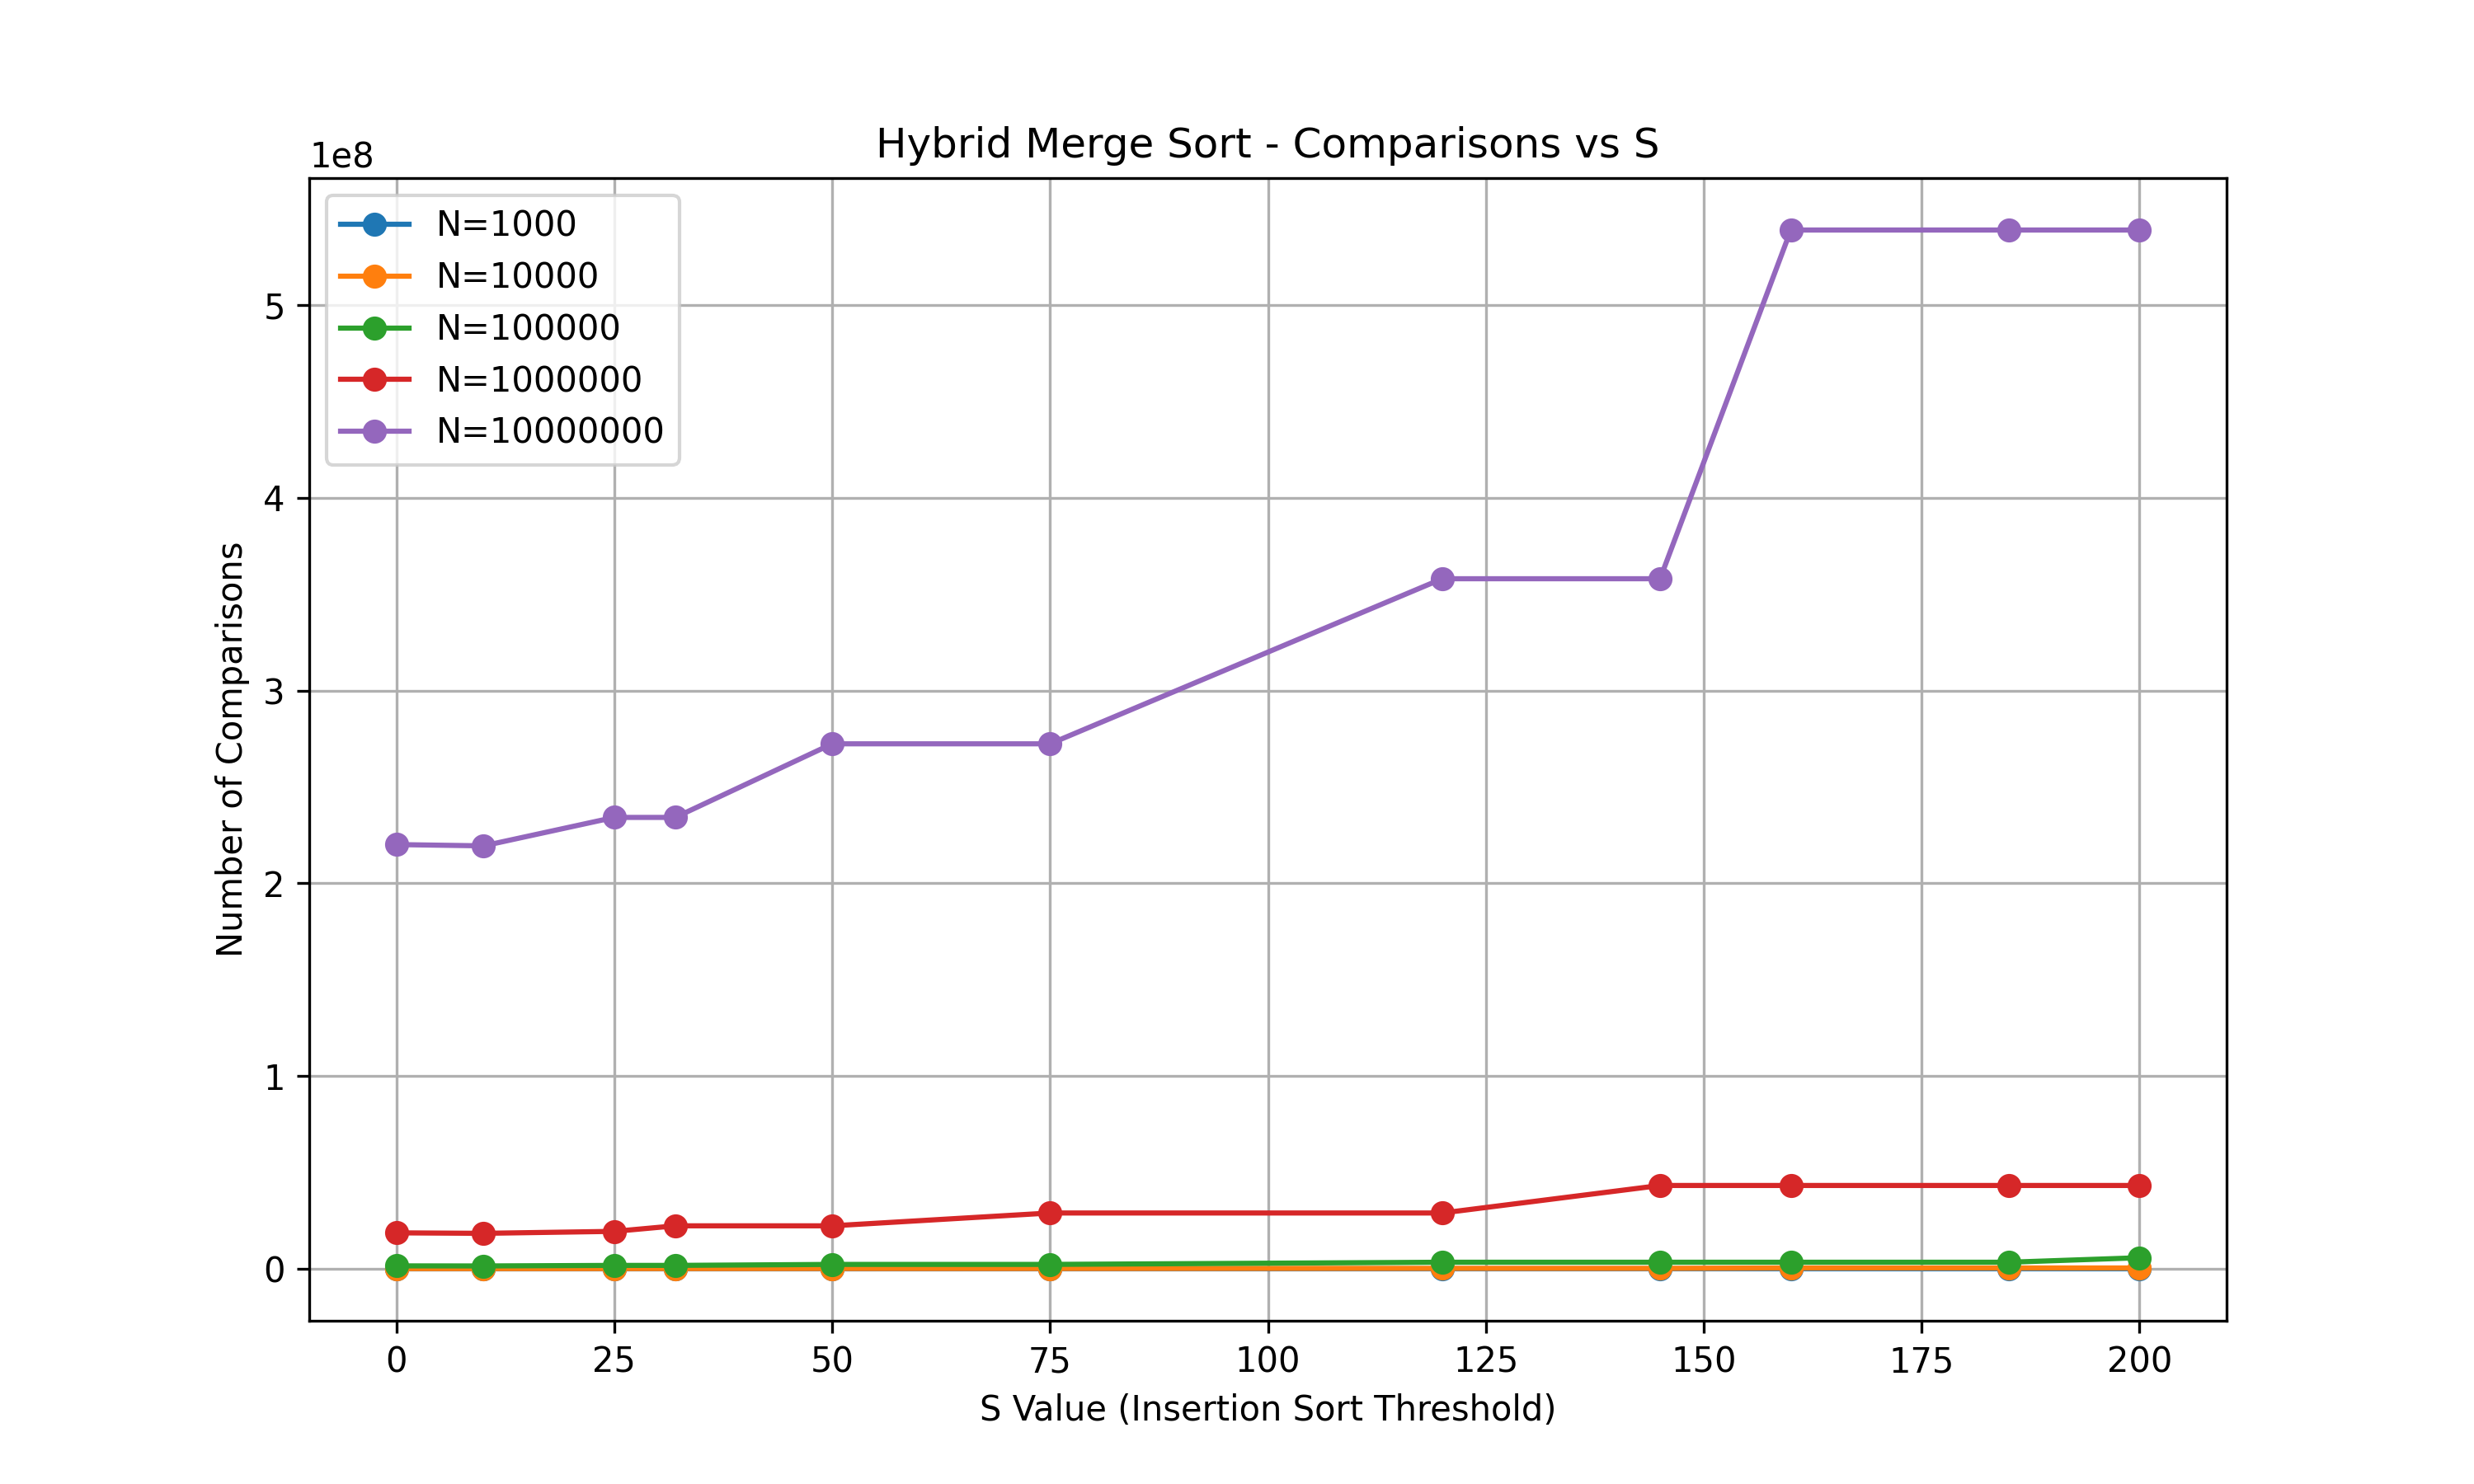 Hybrid Merge Sort - Comparisons vs S
1e8
N=1000
N=10000
N=100000
N=1000000
N=10000000
5
4
3
2
1
0
Number of Comparisons
0 25 50 75 100 125 150 175 200
S Value (Insertion Sort Threshold)